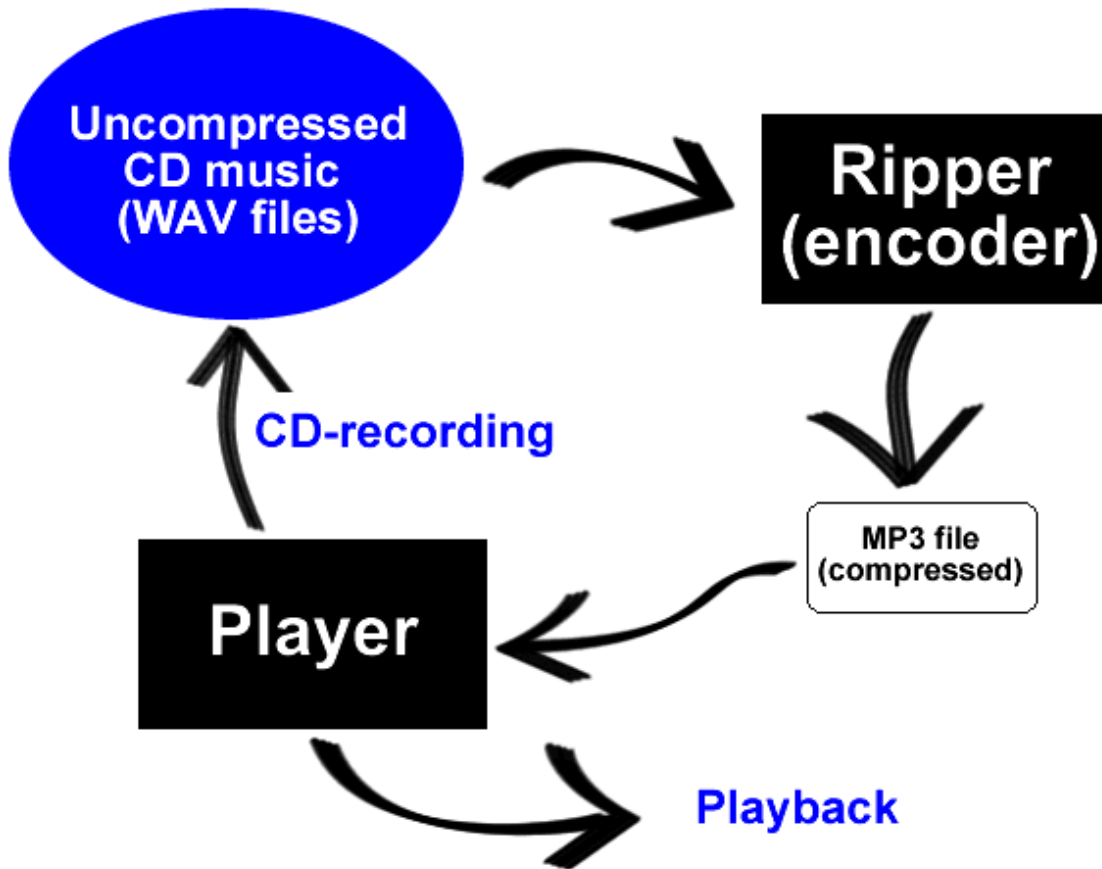 Uncompressed
CD music
(WAV files)
Ripper
(encoder)
CD-recording
MP3 file
(compressed)
Player
Playback